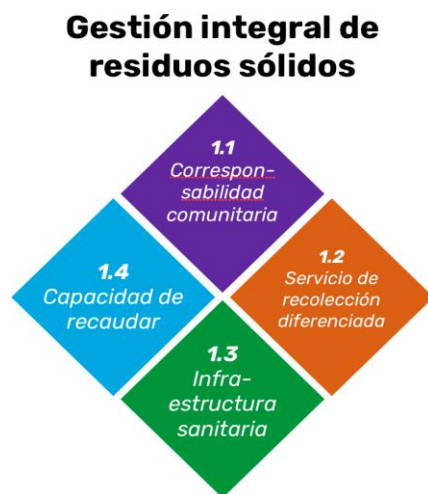 Gestión integral de
residuos sólidos
1.1
Correspon-
sabilidad
comunitaria
1.2
Servicio de
recolección
diferenciada
1.3
Infra-
estructura
sanitaria
1.4
Capacidad de
recaudar